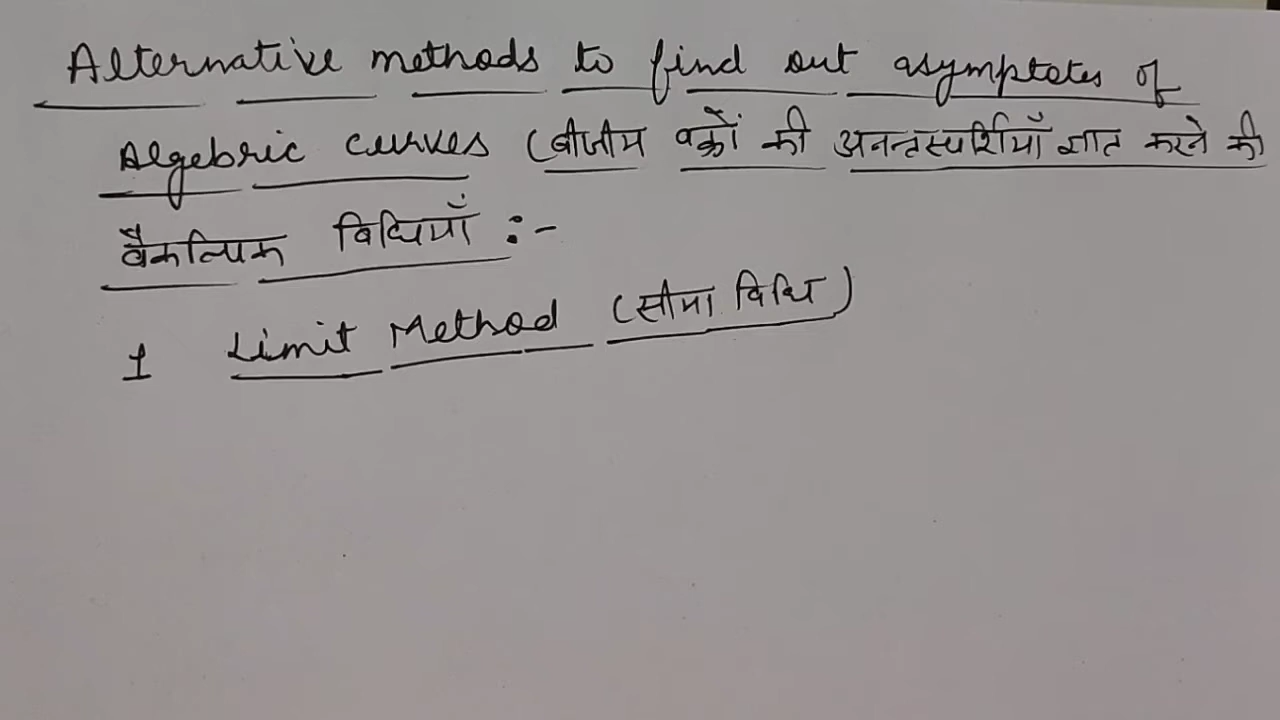 Alternative methods to find out asymptotes of
Algebric curves (बीजीय वक्रों की अनन्तस्पर्शियाँ ज्ञात करने की
वैकल्पिक विधियाँ :-
1 Limit Method (सीमा विधि)